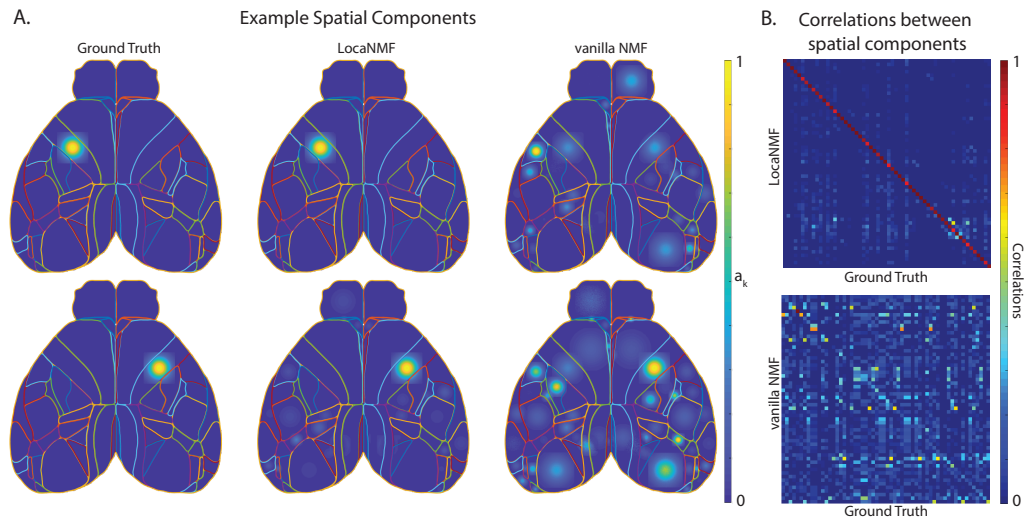 A.
Example Spatial Components
Ground Truth
LocaNMF
vanilla NMF
1
a_k
0
B.
Correlations between
spatial components
LocaNMF
Ground Truth
vanilla NMF
Ground Truth
1
Correlations
0